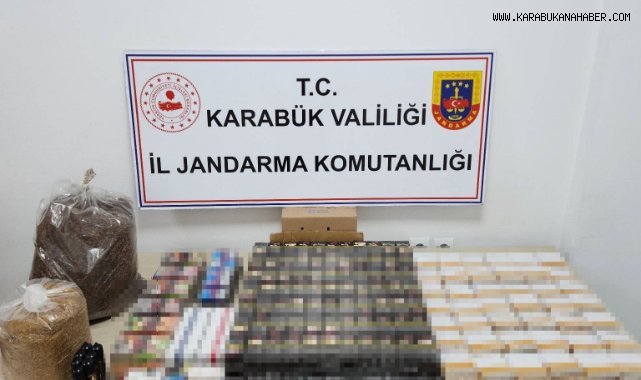 WWW.KARABUKANAHABER.COM
T.C.
KARABÜK VALİLİĞİ
İL JANDARMA KOMUTANLIĞI
JANDARMA